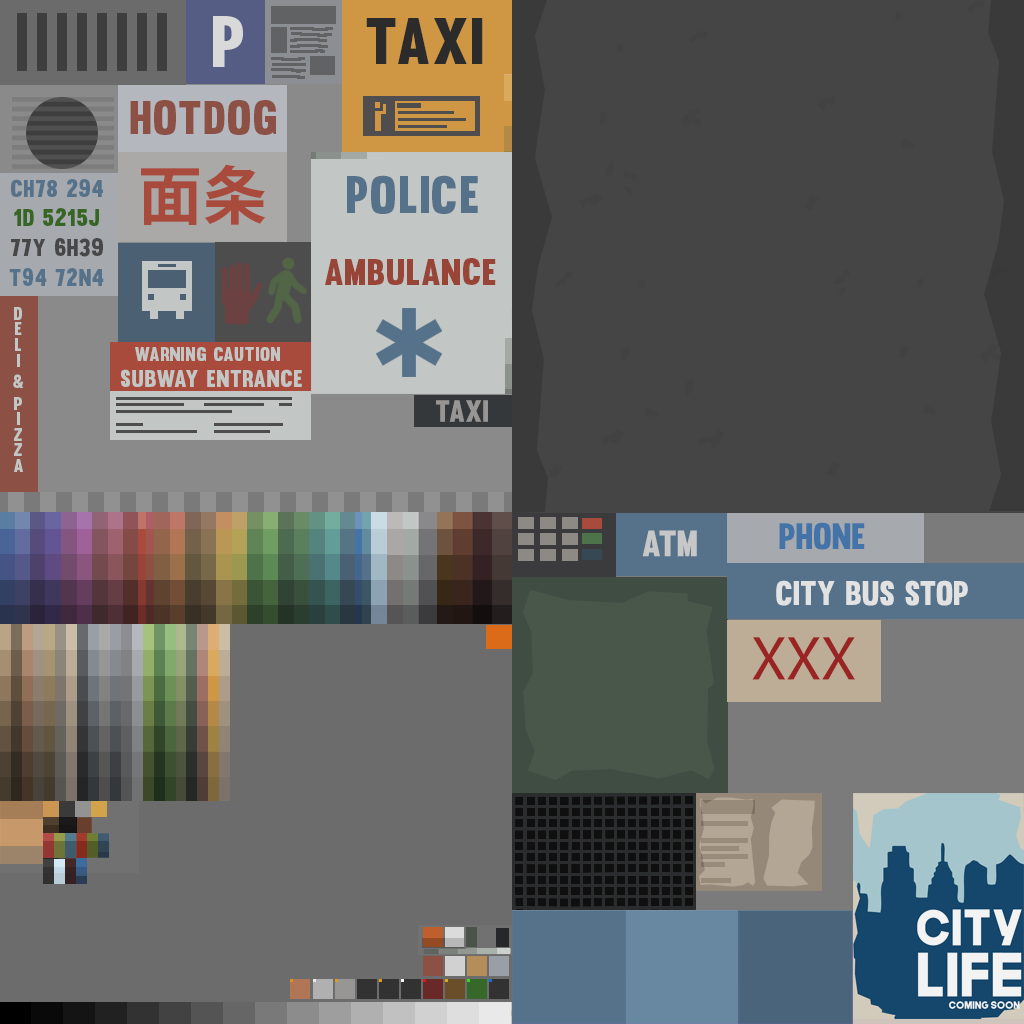 P
TAXI
HOTDOG
面条
CH78 294
1D 5215J
77Y 6H39
T94 72N4
POLICE
AMBULANCE
DELI & PIZZA
WARNING CAUTION
SUBWAY ENTRANCE
TAXI
ATM
PHONE
CITY BUS STOP
XXX
CITY
LIFE
COMING SOON